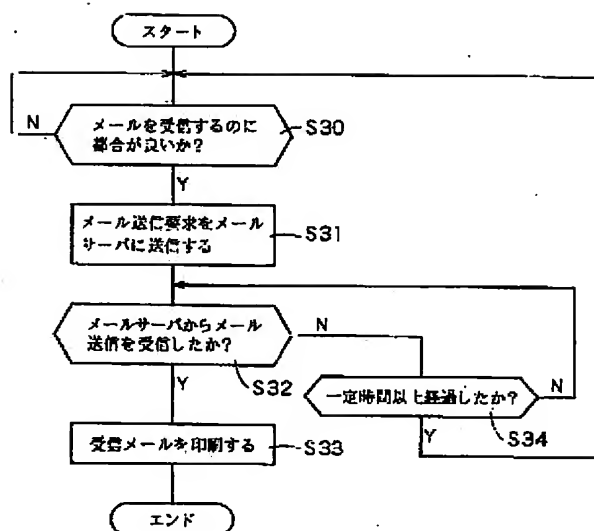 スタート
N
メールを受信するのに
都合が良いか?
S30
Y
メール送信要求をメール
サーバに送信する
S31
メールサーバからメール
送信を受信したか?
N
S32
Y
一定時間以上経過したか?
N
S34
Y
受信メールを印刷する
S33
エンド